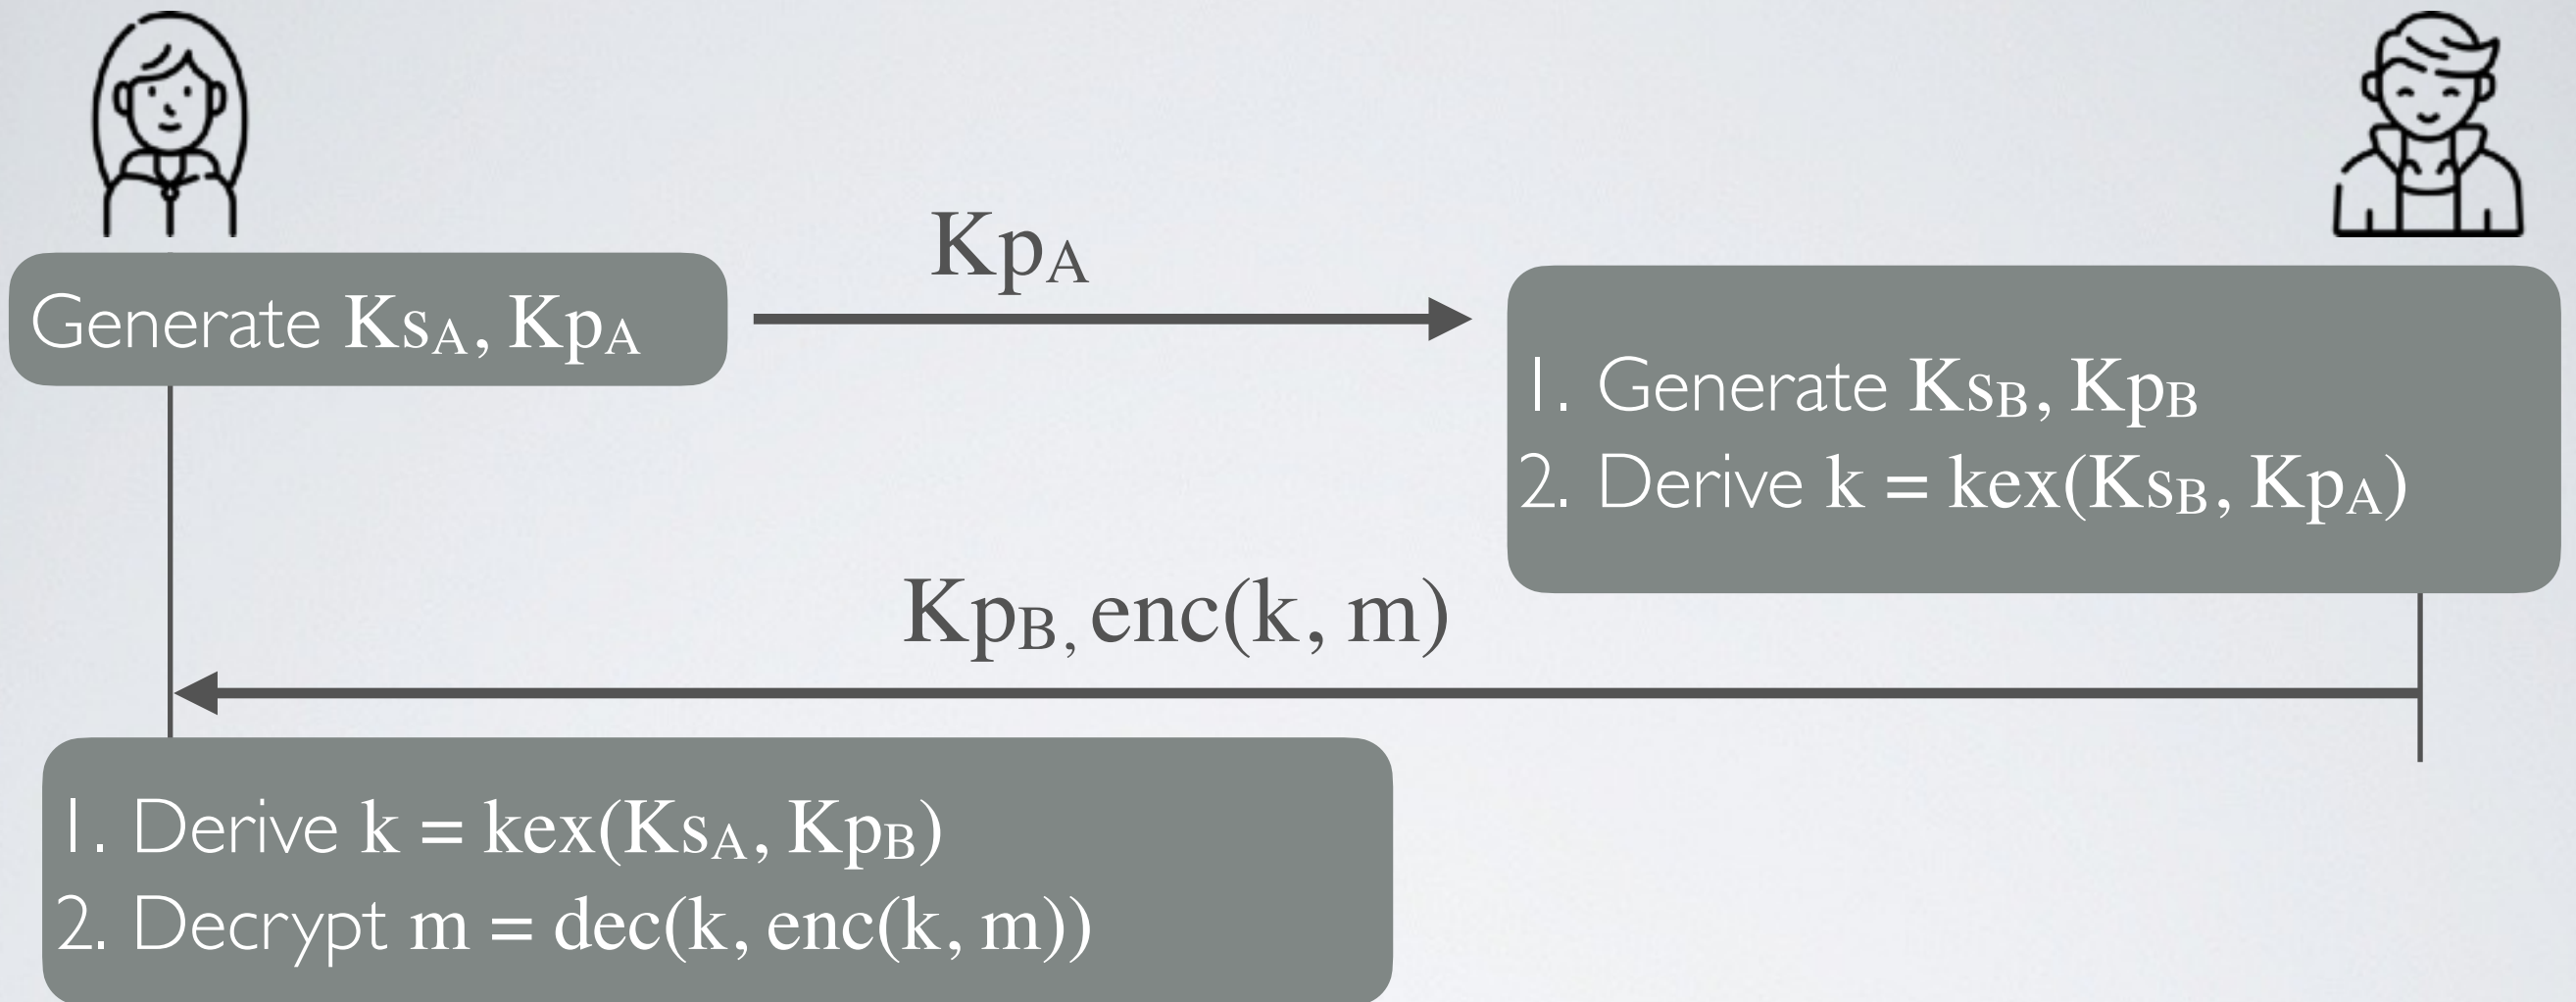 Kp_A
Generate Ks_A, Kp_A
1. Generate Ks_B, Kp_B
2. Derive k = kex(Ks_B, Kp_A)
Kp_B, enc(k, m)
1. Derive k = kex(Ks_A, Kp_B)
2. Decrypt m = dec(k, enc(k, m))